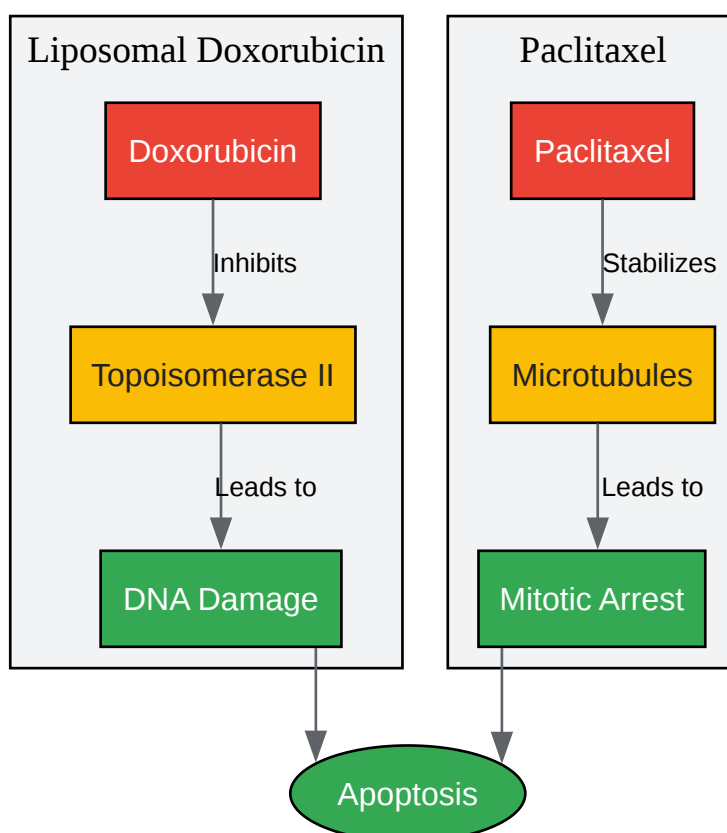 Liposomal Doxorubicin
Doxorubicin
Inhibits
Topoisomerase II
Leads to
DNA Damage
Paclitaxel
Paclitaxel
Stabilizes
Microtubules
Leads to
Mitotic Arrest
Apoptosis